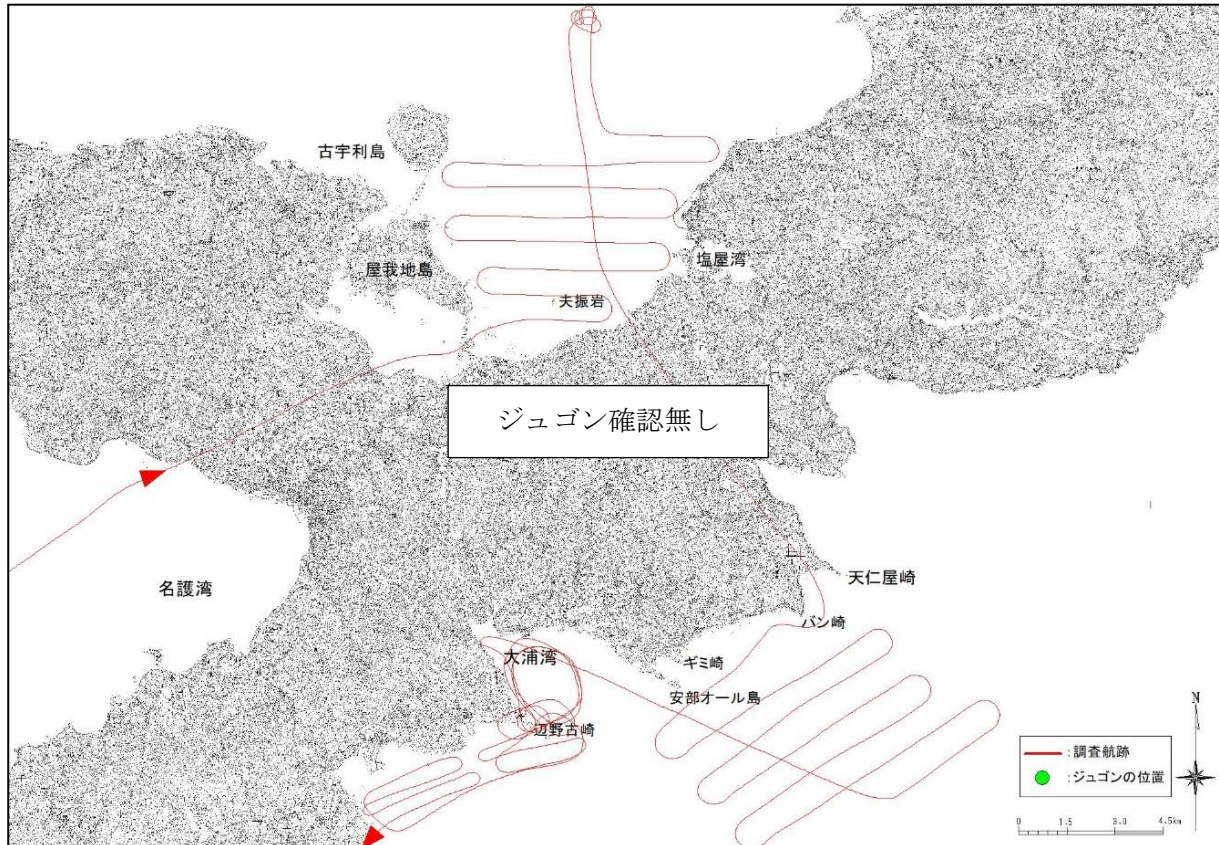 古宇利島
屋我地島
塩屋湾
夫振岩
ジュゴン確認無し
名護湾
天仁屋崎
バン崎
大浦湾
ギミ崎
安部オール島
辺野古崎
N
:調査航跡
:ジュゴンの位置
0 1.5 3.0 4.5km